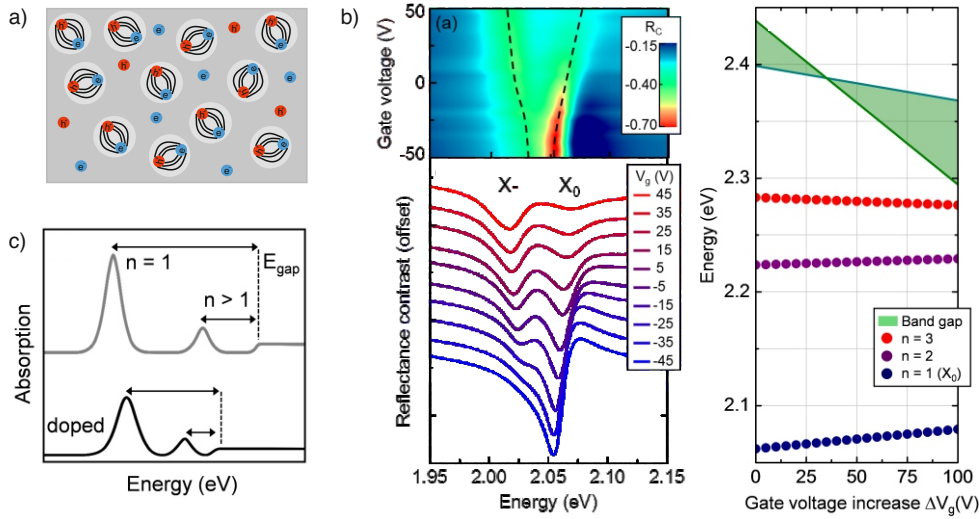 a)
h e h e h e
e h
h e
h e h e
h e
h e e
h
h e h e
h
h e
h e h e
e
e
b)
(a)
Gate voltage (V)
50
0
-50
R_C
-0.15
-0.40
-0.70
X-
X₀
V_g (V)
45
35
25
15
5
-5
-15
-25
-35
-45
Reflectance contrast (offset)
1.95 2.00 2.05 2.10 2.15
Energy (eV)
Energy (eV)
2.4
2.3
2.2
2.1
Band gap
n = 3
n = 2
n = 1 (X₀)
0 25 50 75 100
Gate voltage increase ΔV_g(V)
c)
Absorption
n = 1
E_gap
n > 1
doped
Energy (eV)